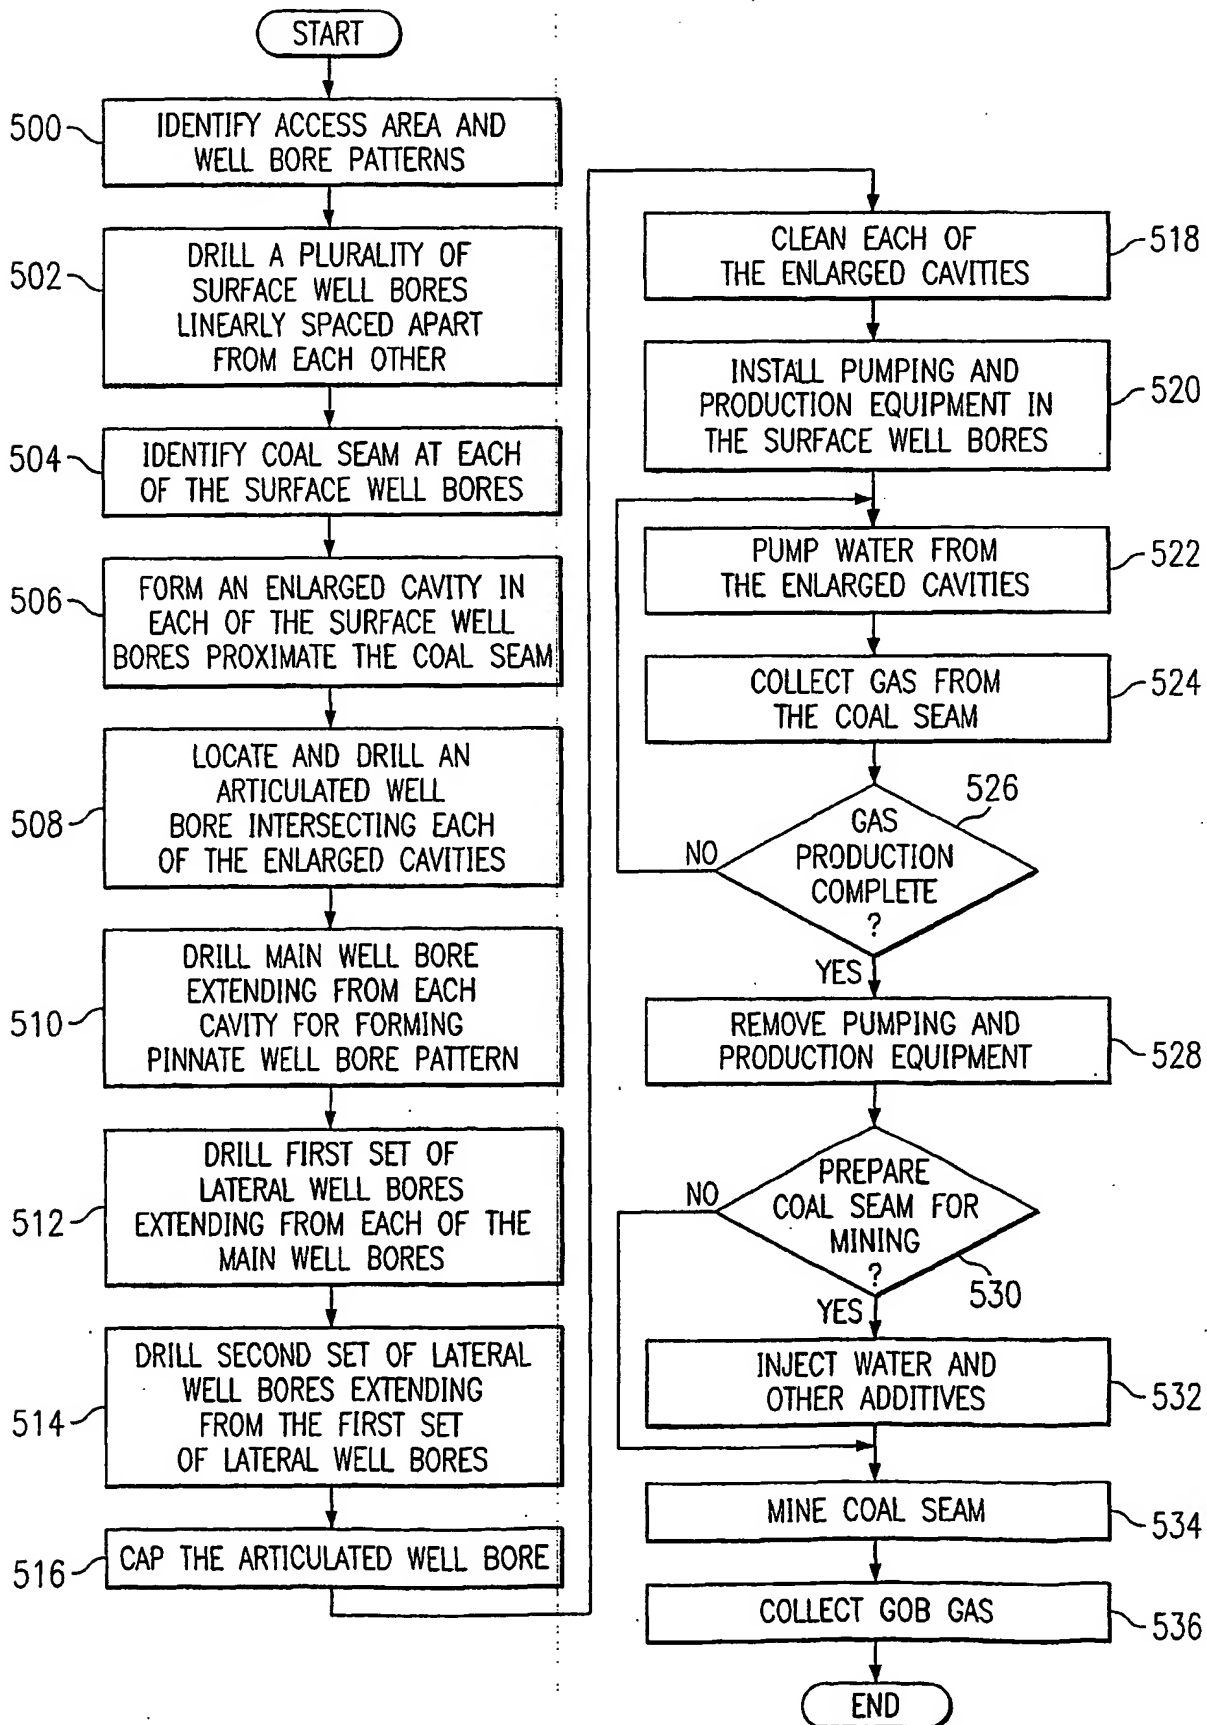 START
500
IDENTIFY ACCESS AREA AND
WELL BORE PATTERNS
502
DRILL A PLURALITY OF
SURFACE WELL BORES
LINEARLY SPACED APART
FROM EACH OTHER
504
IDENTIFY COAL SEAM AT EACH
OF THE SURFACE WELL BORES
506
FORM AN ENLARGED CAVITY IN
EACH OF THE SURFACE WELL
BORES PROXIMATE THE COAL SEAM
508
LOCATE AND DRILL AN
ARTICULATED WELL
BORE INTERSECTING EACH
OF THE ENLARGED CAVITIES
510
DRILL MAIN WELL BORE
EXTENDING FROM EACH
CAVITY FOR FORMING
PINNATE WELL BORE PATTERN
512
DRILL FIRST SET OF
LATERAL WELL BORES
EXTENDING FROM EACH OF THE
MAIN WELL BORES
514
DRILL SECOND SET OF LATERAL
WELL BORES EXTENDING
FROM THE FIRST SET
OF LATERAL WELL BORES
516
CAP THE ARTICULATED WELL BORE
CLEAN EACH OF
THE ENLARGED CAVITIES
518
INSTALL PUMPING AND
PRODUCTION EQUIPMENT IN
THE SURFACE WELL BORES
520
PUMP WATER FROM
THE ENLARGED CAVITIES
522
COLLECT GAS FROM
THE COAL SEAM
524
526
GAS
PRODUCTION
COMPLETE
?
NO
YES
REMOVE PUMPING AND
PRODUCTION EQUIPMENT
528
PREPARE
COAL SEAM FOR
MINING
?
NO
530
YES
INJECT WATER AND
OTHER ADDITIVES
532
MINE COAL SEAM
534
COLLECT GOB GAS
536
END